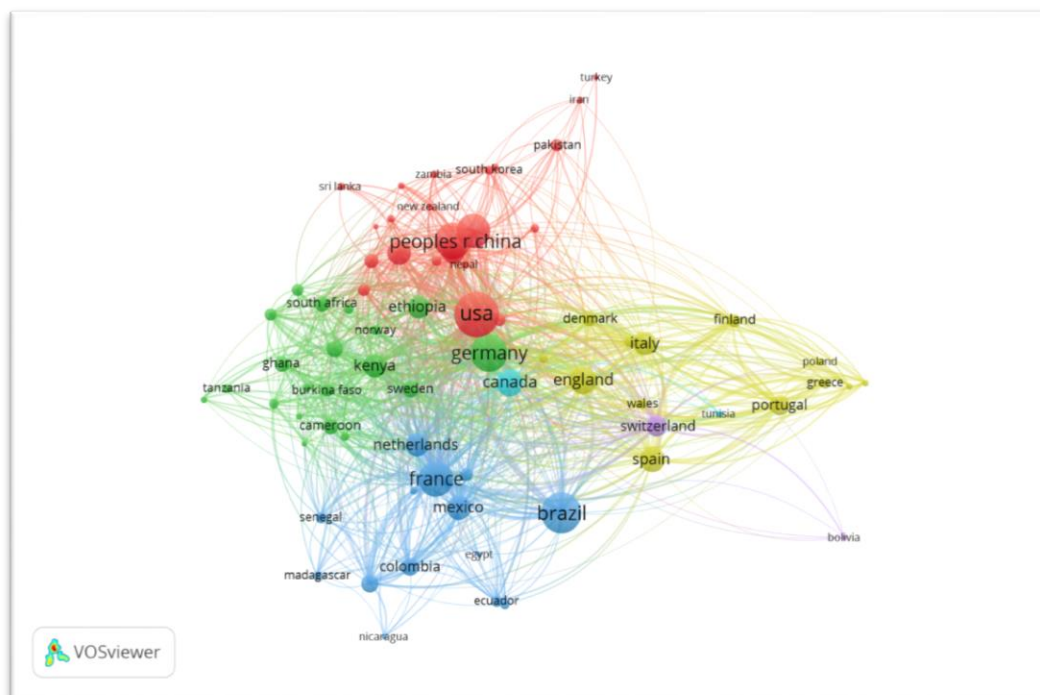 turkey
iran
pakistan
south korea
zambia
sri lanka
new zealand
peoples r china
nepal
south africa
ethiopia
usa
denmark
finland
norway
italy
germany
poland
ghana
kenya
canada
england
greece
tanzania
burkina faso
sweden
wales
portugal
tunisia
cameroon
switzerland
netherlands
spain
france
mexico
brazil
senegal
bolivia
egypt
colombia
madagascar
ecuador
nicaragua
VOSviewer